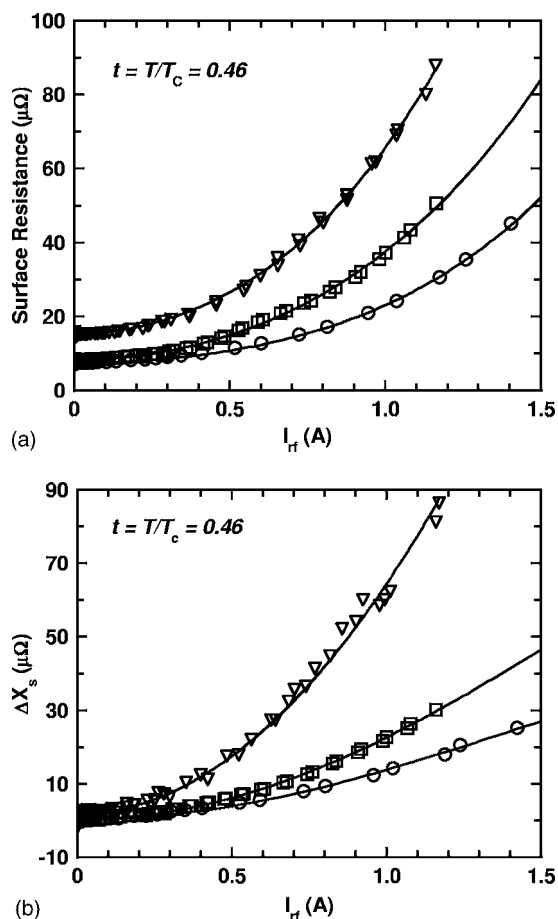 100
80
60
40
20
0
Surface Resistance (μΩ)
t = T/T_C = 0.46
0 0.5 1.0 1.5
I_rf (A)
(a)
90
70
50
30
10
-10
ΔX_s (μΩ)
t = T/T_c = 0.46
0 0.5 1.0 1.5
I_rf (A)
(b)